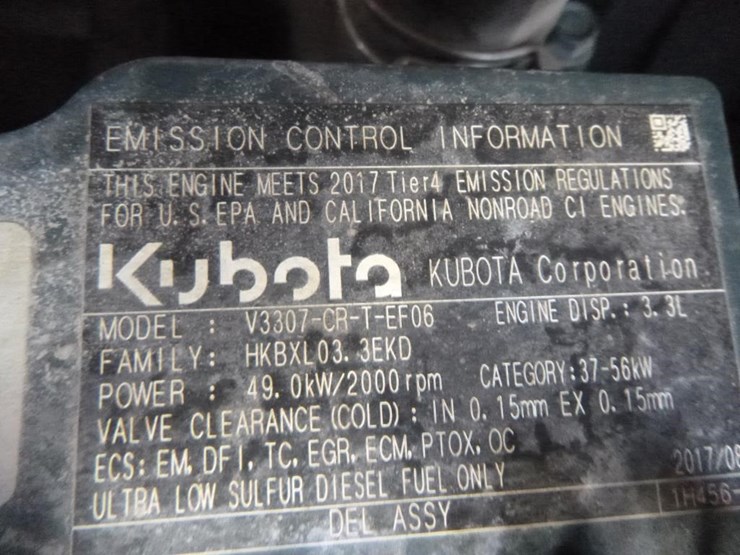 EMISSION CONTROL INFORMATION
THIS ENGINE MEETS 2017 Tier4 EMISSION REGULATIONS
FOR U.S.EPA AND CALIFORNIA NONROAD CI ENGINES.
Kubota KUBOTA Corporation
MODEL : V3307-CR-T-EF06 ENGINE DISP.: 3.3L
FAMILY: HKBXL03.3EKD
POWER : 49.0kW/2000rpm CATEGORY:37-56kW
VALVE CLEARANCE (COLD) : IN 0.15mm EX 0.15mm
ECS: EM, DFI, TC, EGR, ECM, PTOX, OC
ULTRA LOW SULFUR DIESEL FUEL ONLY 2017/08
DEL ASSY 1H456-